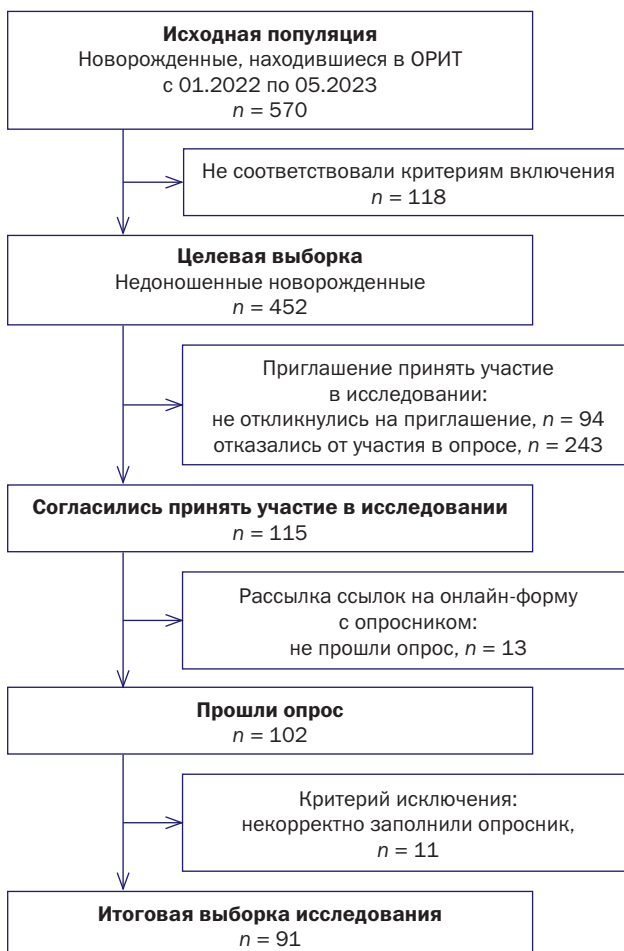 Исходная популяция
Новорожденные, находившиеся в ОРИТ
с 01.2022 по 05.2023
n = 570
Не соответствовали критериям включения
n = 118
Целевая выборка
Недоношенные новорожденные
n = 452
Приглашение принять участие
в исследовании:
не откликнулись на приглашение, n = 94
отказались от участия в опросе, n = 243
Согласились принять участие в исследовании
n = 115
Рассылка ссылок на онлайн-форму
с опросником:
не прошли опрос, n = 13
Прошли опрос
n = 102
Критерий исключения:
некорректно заполнили опросник,
n = 11
Итоговая выборка исследования
n = 91